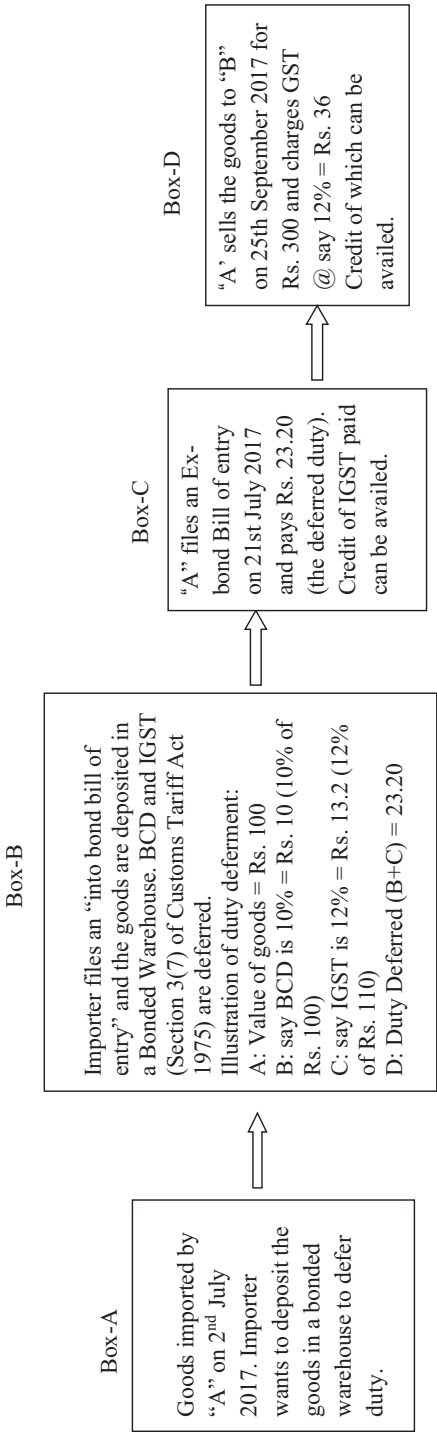 Box-A
Goods imported by
“A” on 2nd July
2017. Importer
wants to deposit the
goods in a bonded
warehouse to defer
duty.
Box-B
Importer files an “into bond bill of
entry” and the goods are deposited in
a Bonded Warehouse. BCD and IGST
(Section 3(7) of Customs Tariff Act
1975) are deferred.
Illustration of duty deferment:
A: Value of goods = Rs. 100
B: say BCD is 10% = Rs. 10 (10% of
Rs. 100)
C: say IGST is 12% = Rs. 13.2 (12%
of Rs. 110)
D: Duty Deferred (B+C) = 23.20
Box-C
“A” files an Ex-
bond Bill of entry
on 21st July 2017
and pays Rs. 23.20
(the deferred duty).
Credit of IGST paid
can be availed.
Box-D
“A’ sells the goods to “B”
on 25th September 2017 for
Rs. 300 and charges GST
@ say 12% = Rs. 36
Credit of which can be
availed.